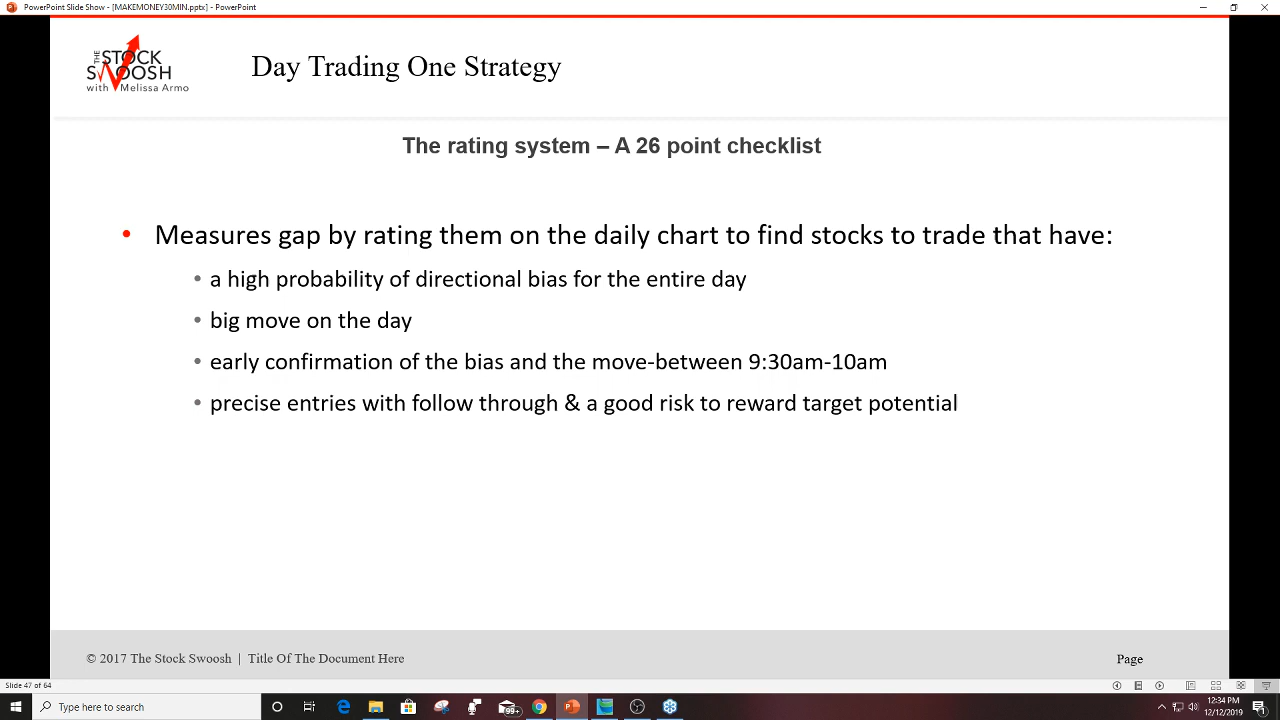 PowerPoint Slide Show - [MAKEMONEY30MIN.pptx] - PowerPoint
THE
STOCK
SWOOSH
with Melissa Armo
Day Trading One Strategy
The rating system – A 26 point checklist
• Measures gap by rating them on the daily chart to find stocks to trade that have:
• a high probability of directional bias for the entire day
• big move on the day
• early confirmation of the bias and the move-between 9:30am-10am
• precise entries with follow through & a good risk to reward target potential
© 2017 The Stock Swoosh | Title Of The Document Here
Page
Slide 47 of 64
Type here to search
99+
12:34 PM
12/12/2019
1